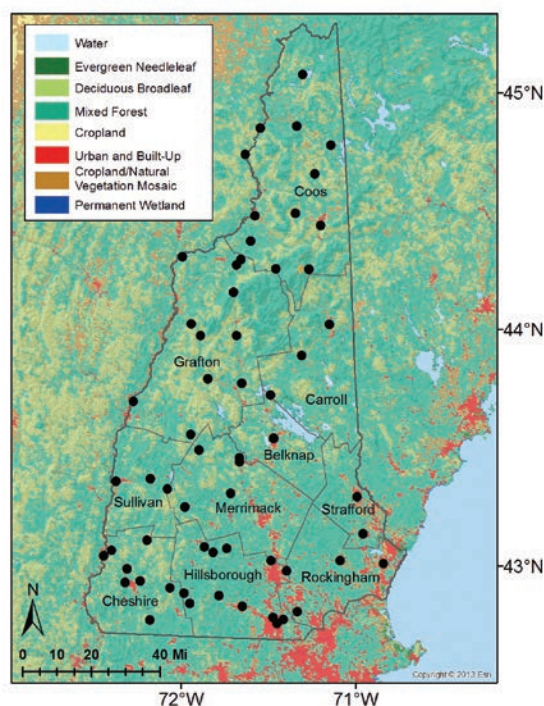 Water
Evergreen Needleleaf
Deciduous Broadleaf
Mixed Forest
Cropland
Urban and Built-Up
Cropland/Natural
Vegetation Mosaic
Permanent Wetland
45°N
Coos
44°N
Grafton
Carroll
Belknap
Sullivan
Merrimack
Strafford
43°N
Hillsborough
Rockingham
Cheshire
N
0 10 20 40 Mi
Copyright © 2013 Esri
72°W
71°W